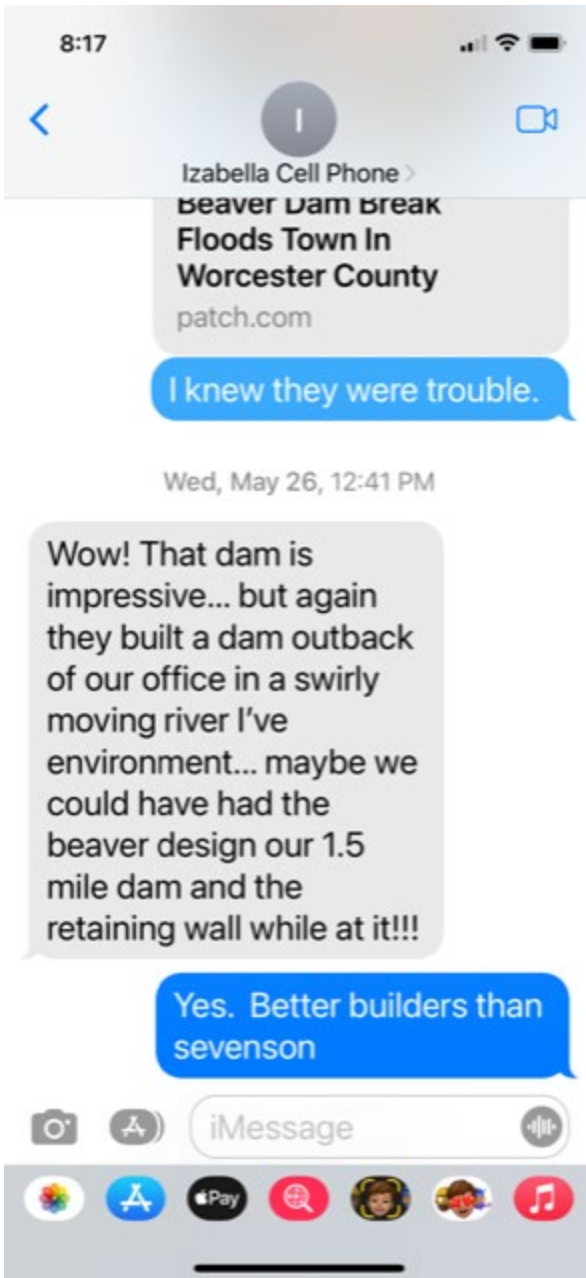 8:17
I
Izabella Cell Phone >
Beaver Dam Break
Floods Town In
Worcester County
patch.com
I knew they were trouble.
Wed, May 26, 12:41 PM
Wow! That dam is
impressive... but again
they built a dam outback
of our office in a swirly
moving river I've
environment... maybe we
could have had the
beaver design our 1.5
mile dam and the
retaining wall while at it!!!
Yes.  Better builders than
sevenson
iMessage
Pay